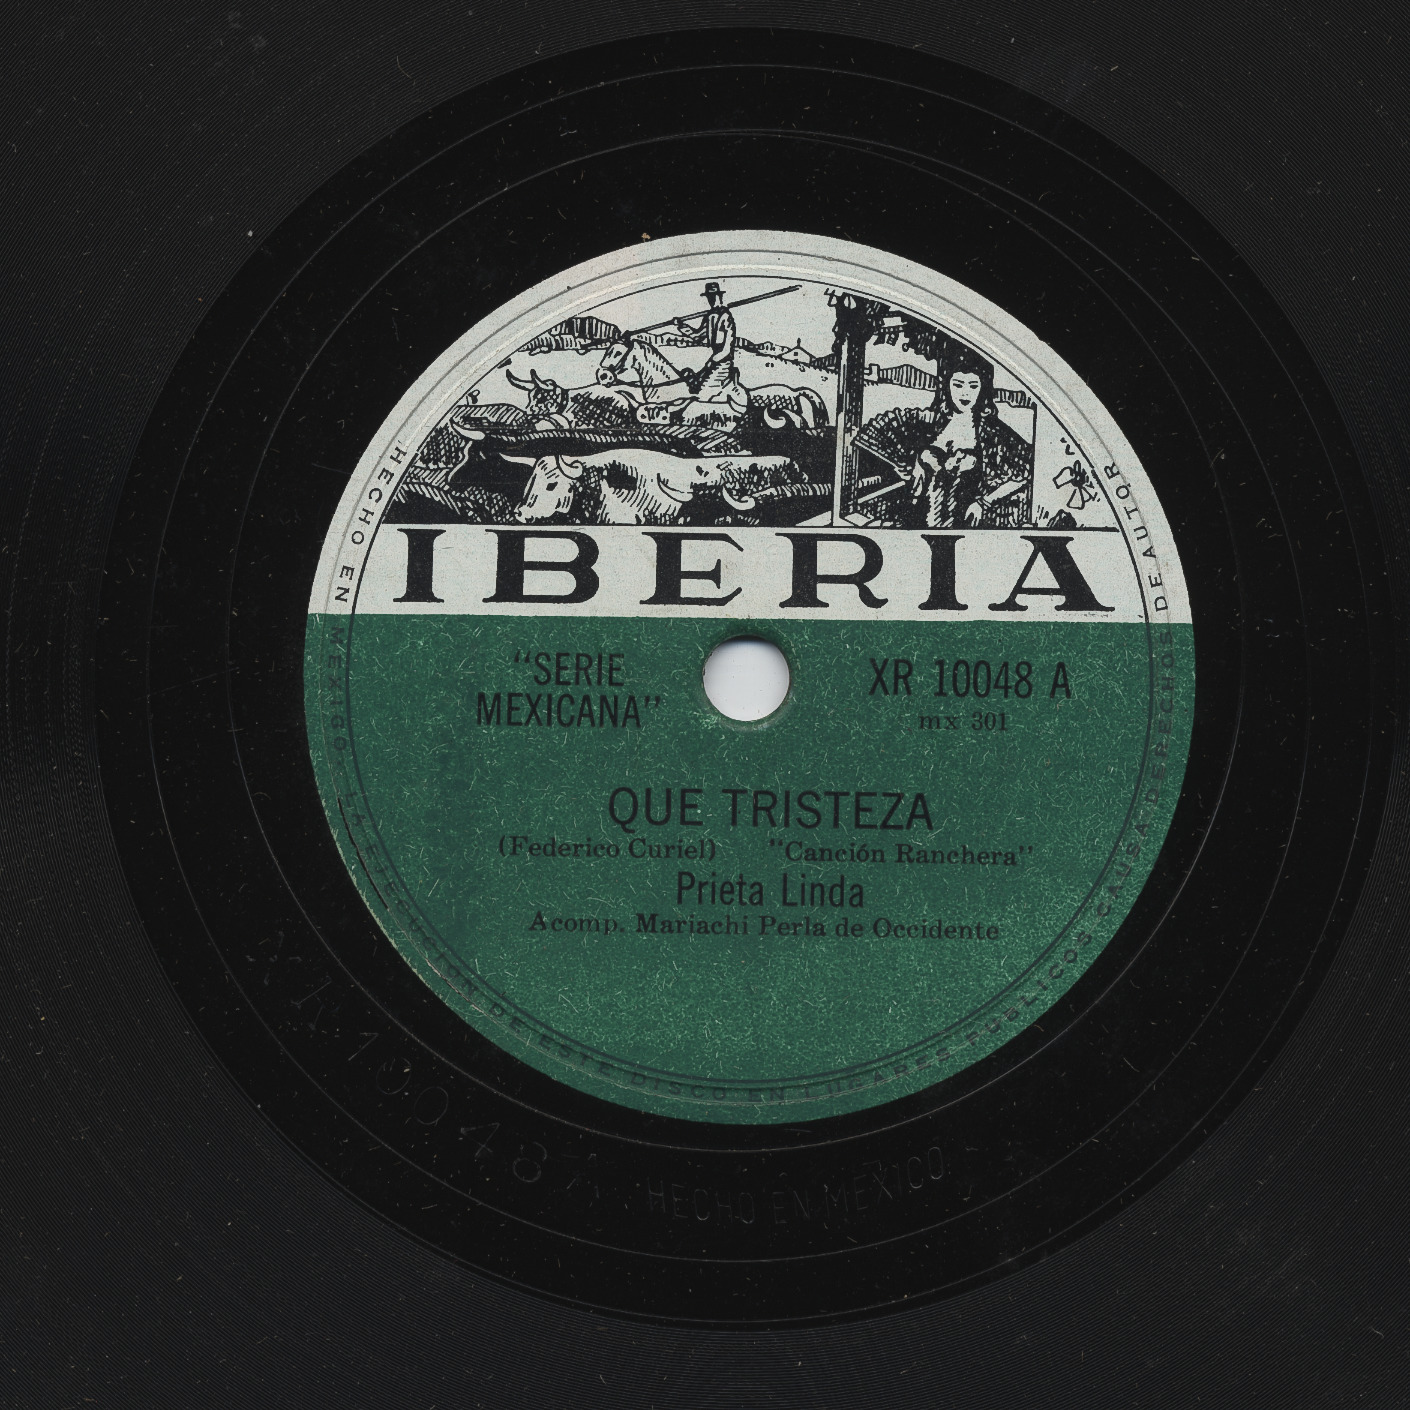 IBERIA
"SERIE
MEXICANA"
XR 10048 A
mx 301
QUE TRISTEZA
(Federico Curiel) "Canción Ranchera"
Prieta Linda
Acomp. Mariachi Perla de Occidente
HECHO EN MEXICO. LA EJECUCION DE ESTE DISCO EN LUGARES PUBLICOS CAUSA DERECHOS DE AUTOR.
XR 10048 A
HECHO EN MEXICO